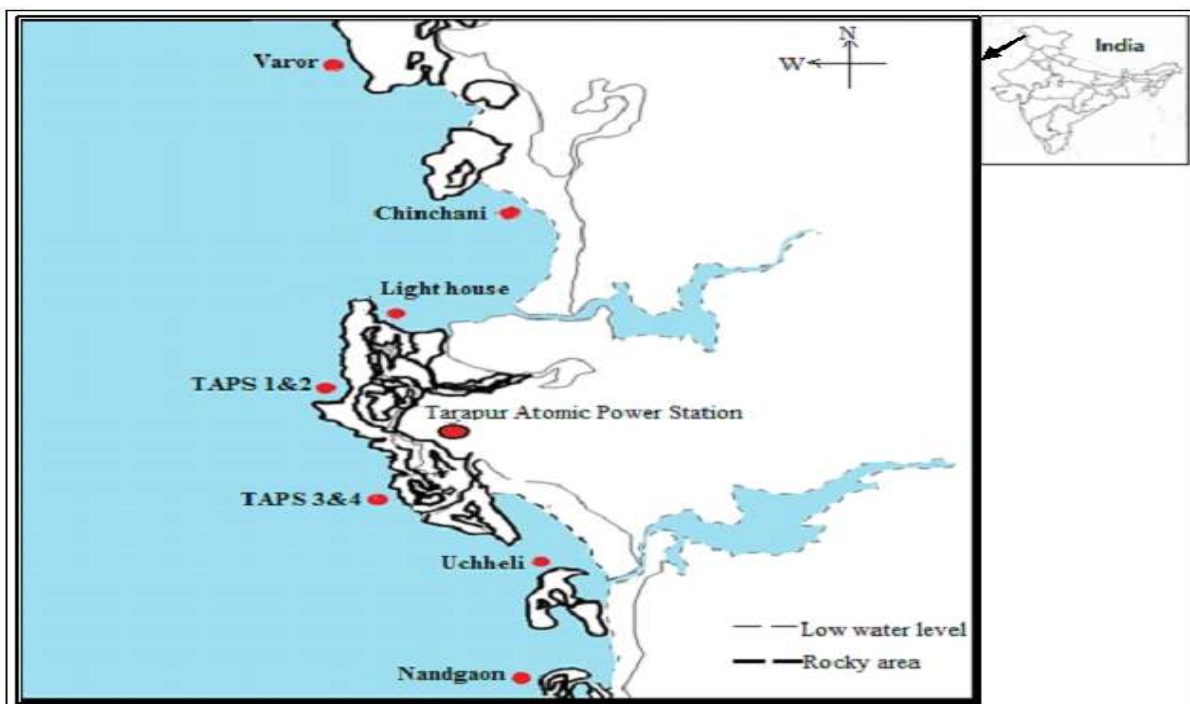 N
India
Varor
W
Chinchani
Light house
TAPS 1&2
Tarapur Atomic Power Station
TAPS 3&4
Uchheli
Low water level
Rocky area
Nandgaon